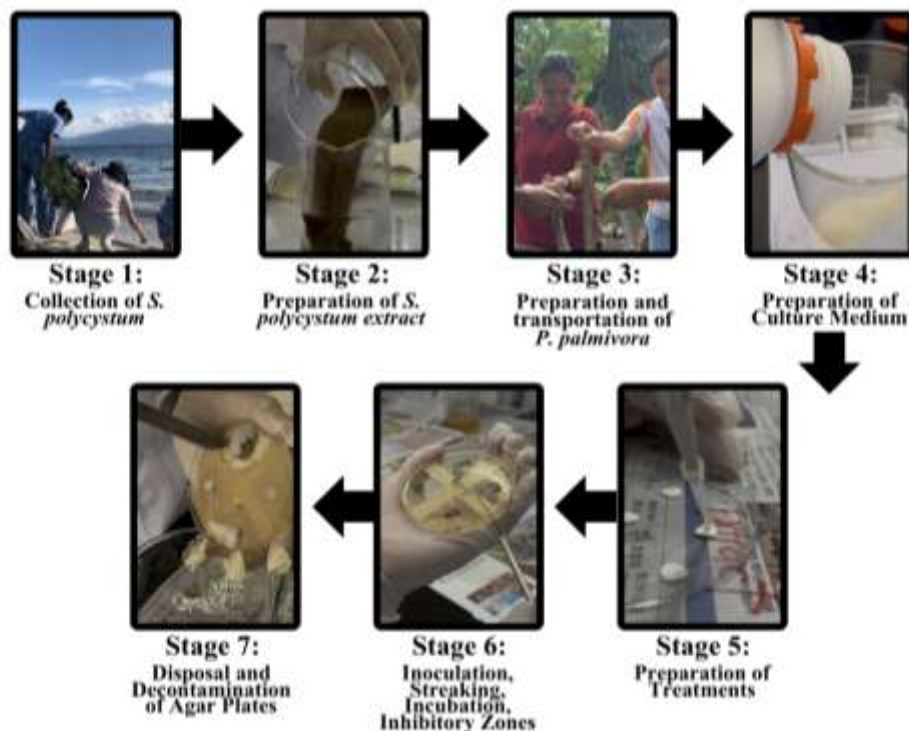 Stage 1:
Collection of S.
polycystum
Stage 2:
Preparation of S.
polycystum extract
Stage 3:
Preparation and
transportation of
P. palmivora
Stage 4:
Preparation of
Culture Medium
Stage 7:
Disposal and
Decontamination
of Agar Plates
Stage 6:
Inoculation,
Streaking,
Incubation,
Inhibitory Zones
Stage 5:
Preparation of
Treatments